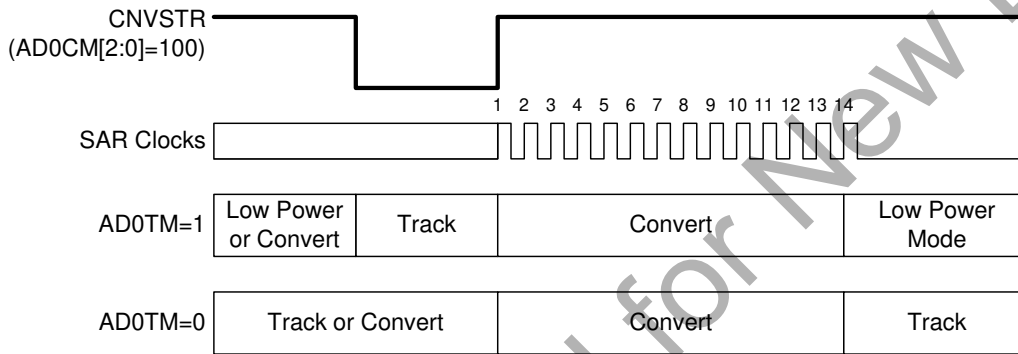 CNVSTR
(AD0CM[2:0]=100)
1 2 3 4 5 6 7 8 9 10 11 12 13 14
SAR Clocks
AD0TM=1
Low Power
or Convert
Track
Convert
Low Power
Mode
AD0TM=0
Track or Convert
Convert
Track
for New